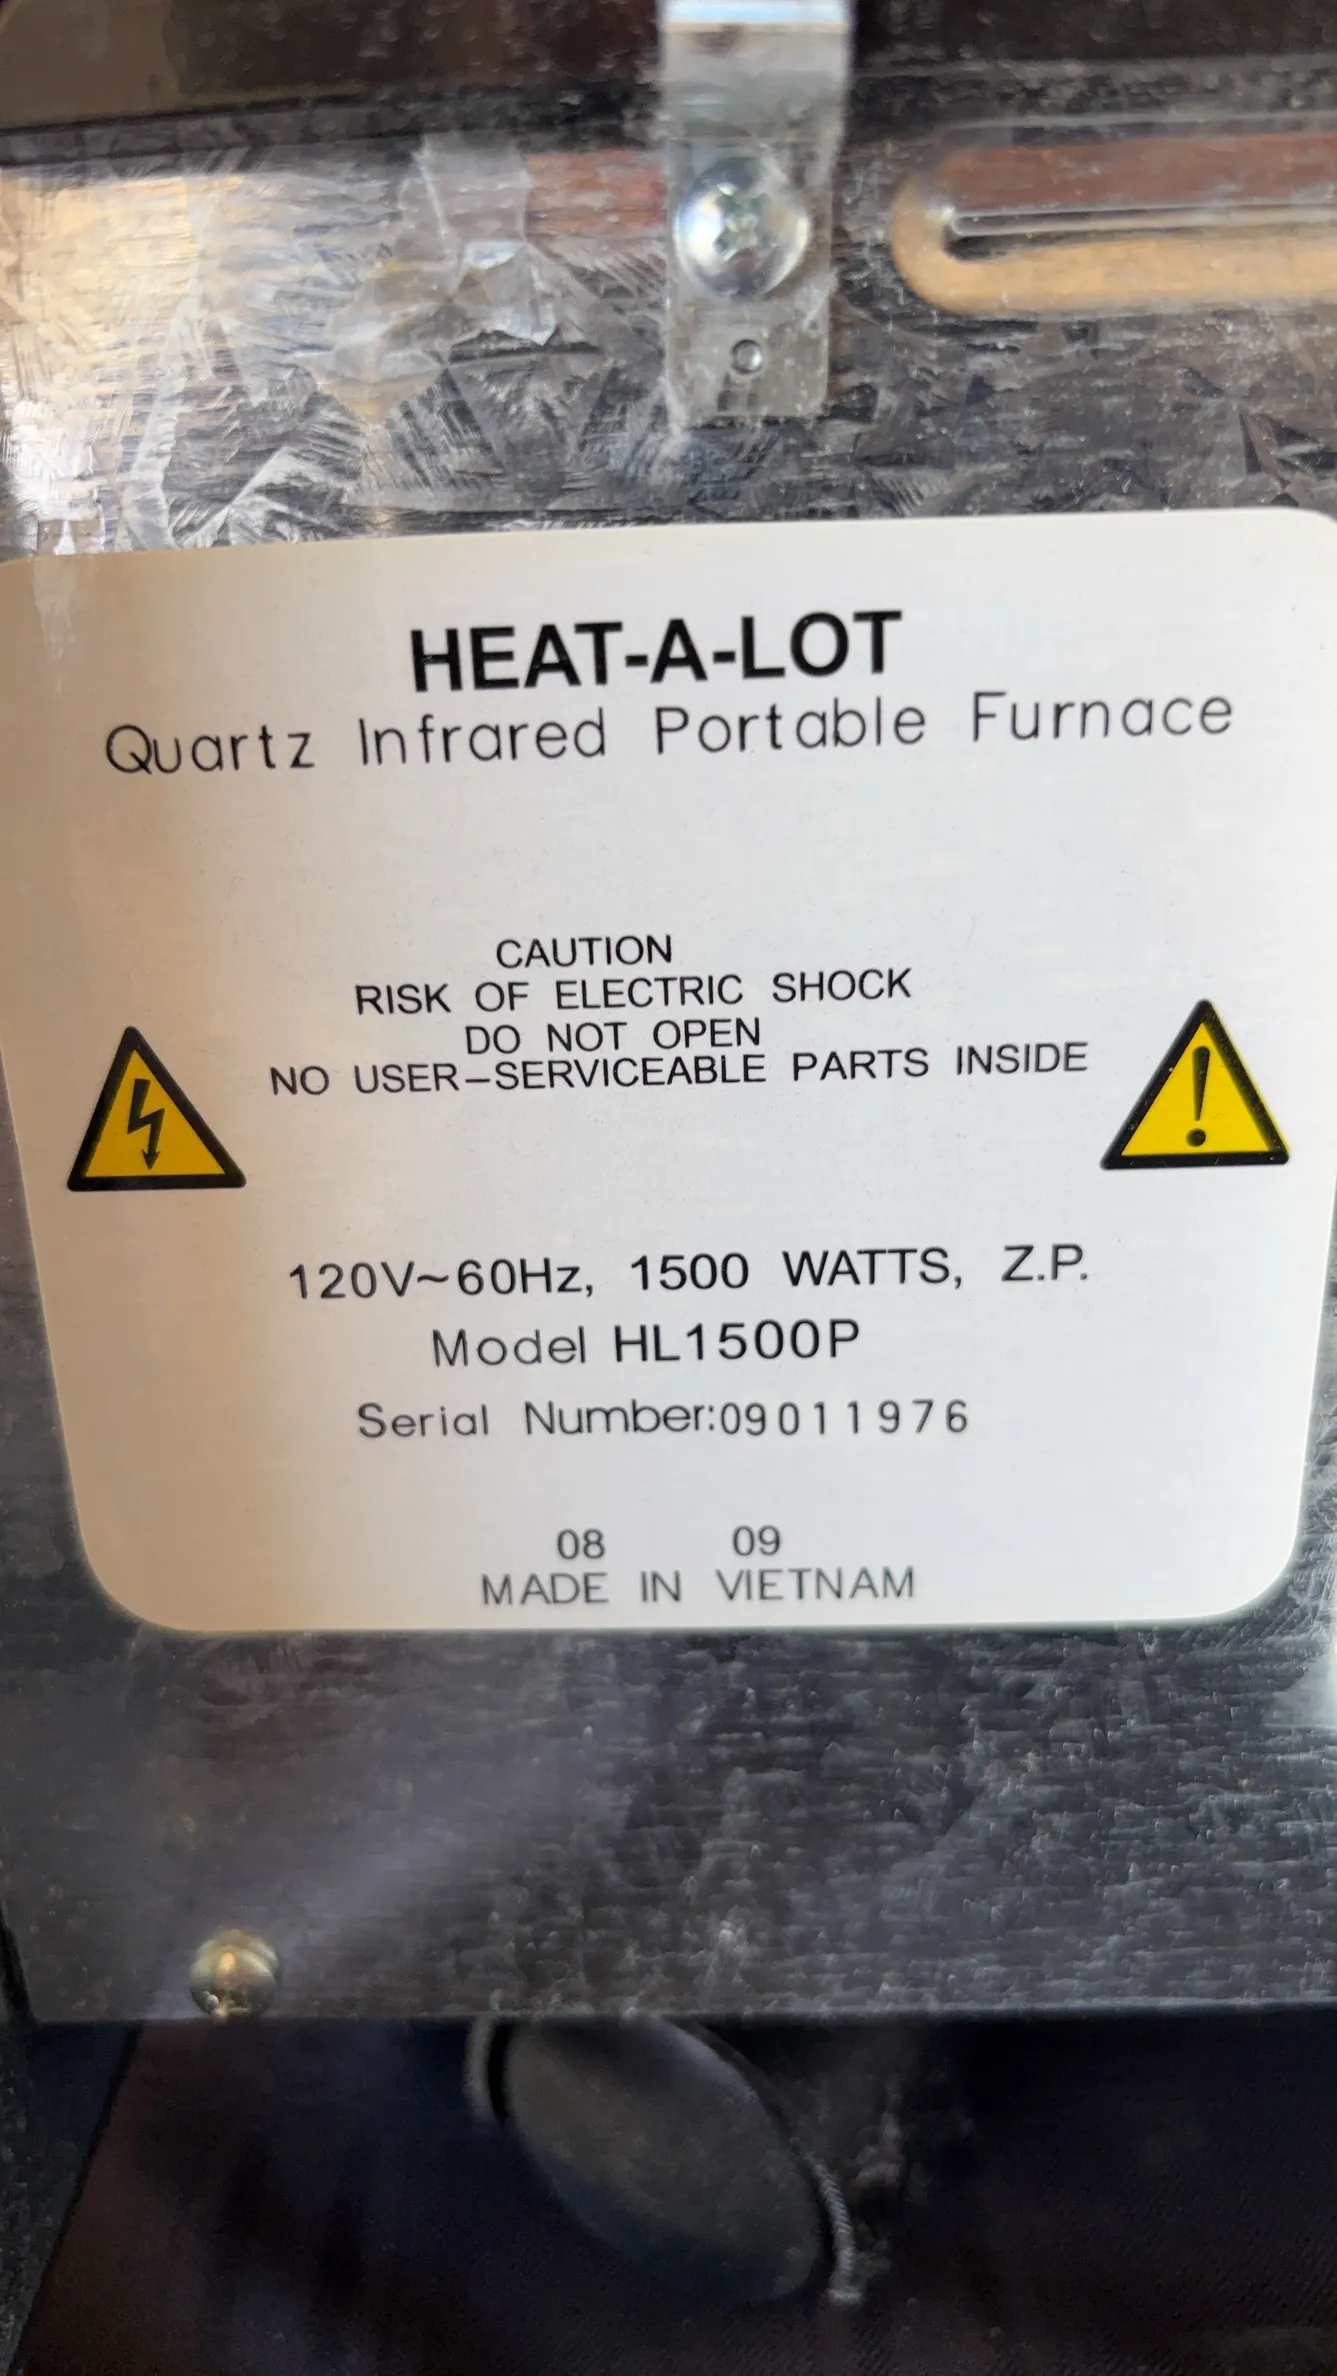 HEAT-A-LOT
Quartz Infrared Portable Furnace
CAUTION
RISK OF ELECTRIC SHOCK
DO NOT OPEN
NO USER-SERVICEABLE PARTS INSIDE
120V~60Hz, 1500 WATTS, Z.P.
Model HL1500P
Serial Number:09011976
08 09
MADE IN VIETNAM